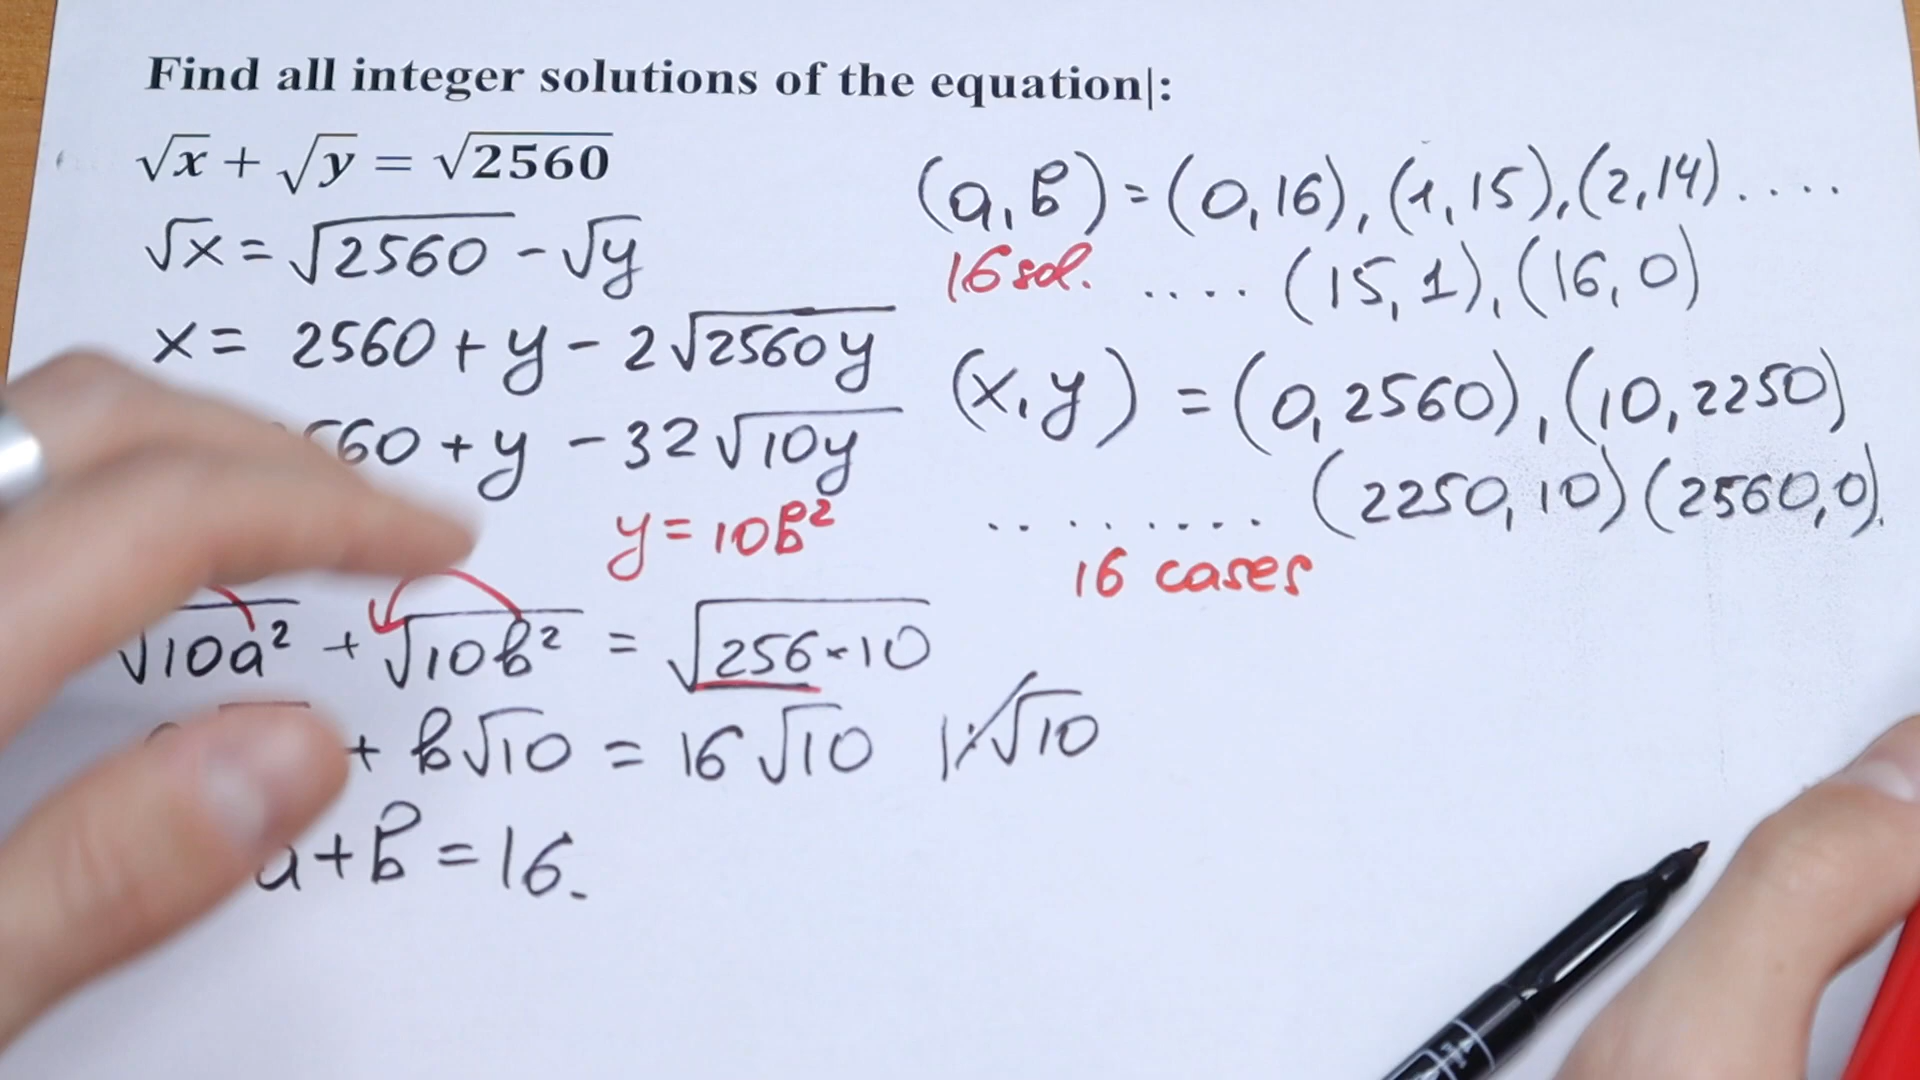 Find all integer solutions of the equation|:
√x + √y = √2560
√x = √2560 - √y
x = 2560 + y - 2√2560y
560 + y - 32√10y
y = 10b²
√10a² + √10b² = √256·10
+ b√10 = 16√10 |:√10
a + b = 16.
(a, b) = (0, 16), (1, 15), (2, 14) ....
16 sol. .... (15, 1), (16, 0)
(x, y) = (0, 2560), (10, 2250)
......... (2250, 10) (2560, 0).
16 cases